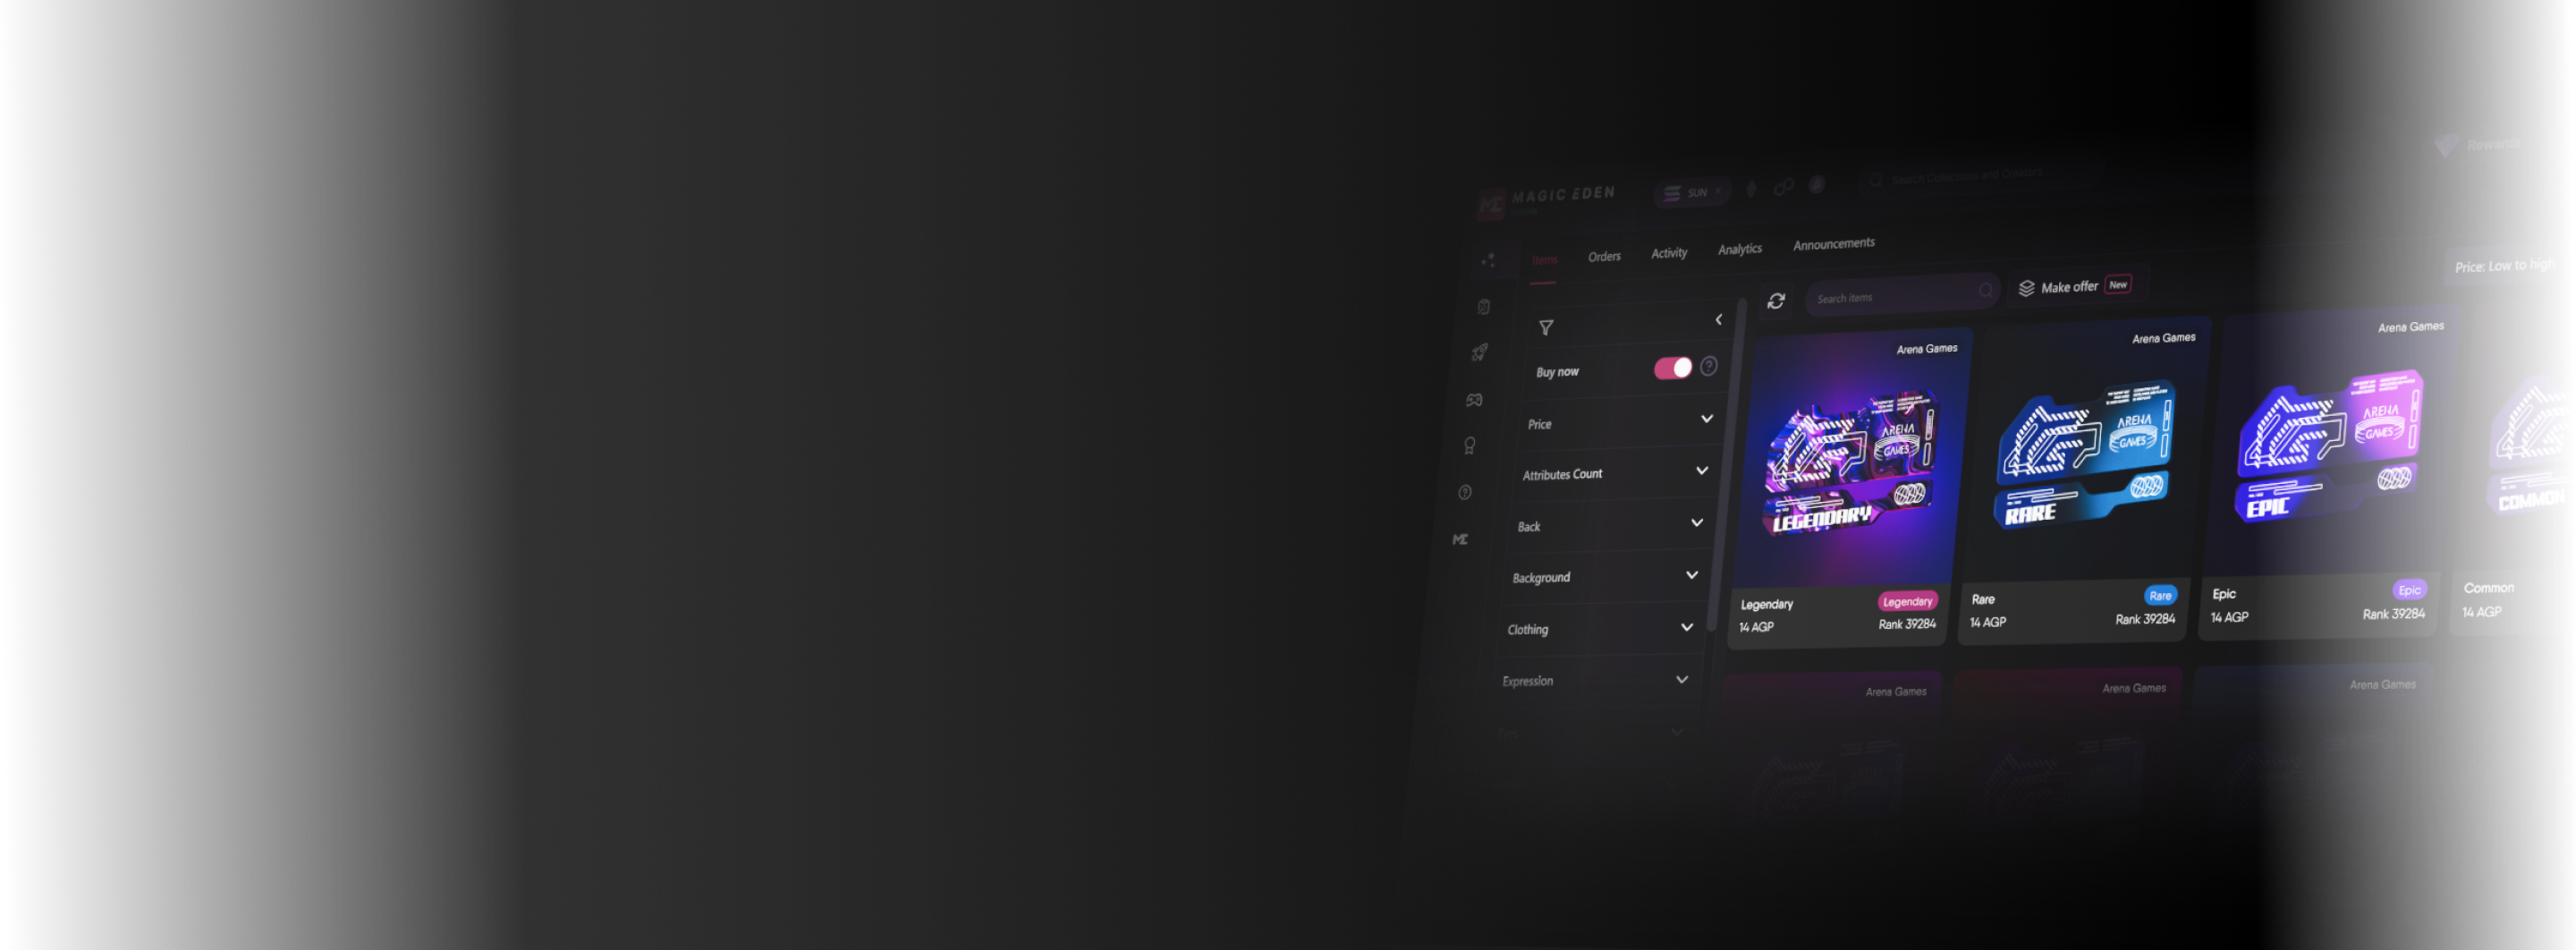 Rewards
MAGIC EDEN
SUN
Search Collections and Creators
Items
Orders
Activity
Analytics
Announcements
Price: Low to high
Search items
Make offer
New
Buy now
Price
Attributes Count
Back
Background
Clothing
Expression
Arena Games
ARENA
GAMES
LEGENDARY
Legendary
Legendary
14 AGP
Rank 39284
Arena Games
ARENA
GAMES
RARE
Rare
Rare
14 AGP
Rank 39284
Arena Games
ARENA
GAMES
EPIC
Epic
Epic
14 AGP
Rank 39284
COMMON
Common
14 AGP
Arena Games
Arena Games
Arena Games